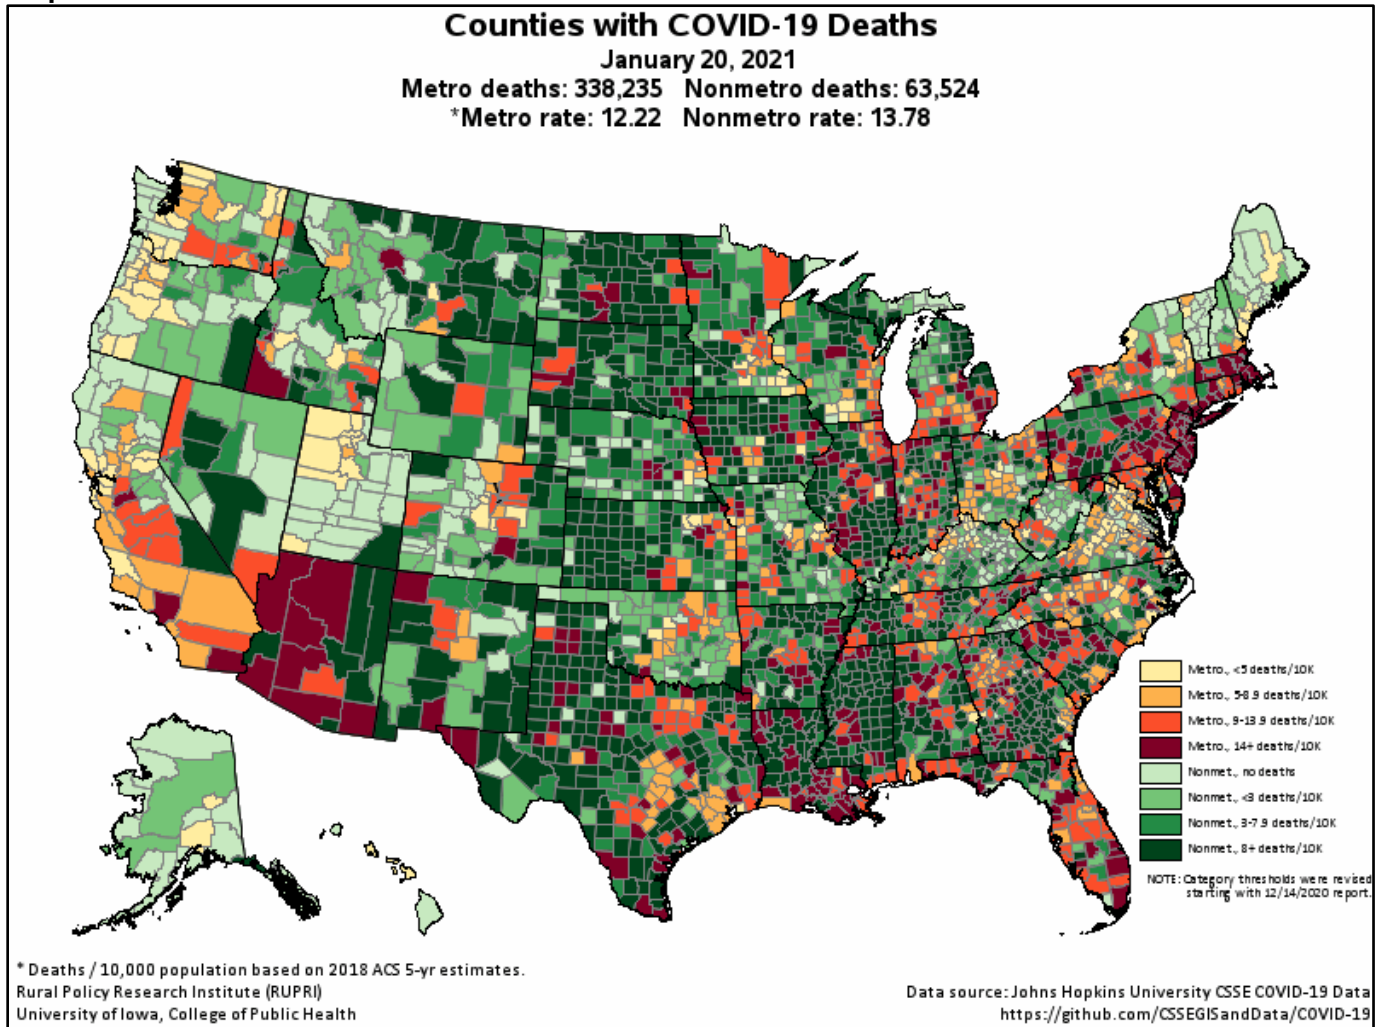 Counties with COVID-19 Deaths
January 20, 2021
Metro deaths: 338,235 Nonmetro deaths: 63,524
*Metro rate: 12.22 Nonmetro rate: 13.78
Metro., <5 deaths/10K
Metro., 5-8.9 deaths/10K
Metro., 9-13.9 deaths/10K
Metro., 14+ deaths/10K
Nonmet., no deaths
Nonmet., <3 deaths/10K
Nonmet., 3-7.9 deaths/10K
Nonmet., 8+ deaths/10K
NOTE: Category thresholds were revised
starting with 12/14/2020 report.
* Deaths / 10,000 population based on 2018 ACS 5-yr estimates.
Rural Policy Research Institute (RUPRI)
University of Iowa, College of Public Health
Data source: Johns Hopkins University CSSE COVID-19 Data
https://github.com/CSSEGISandData/COVID-19